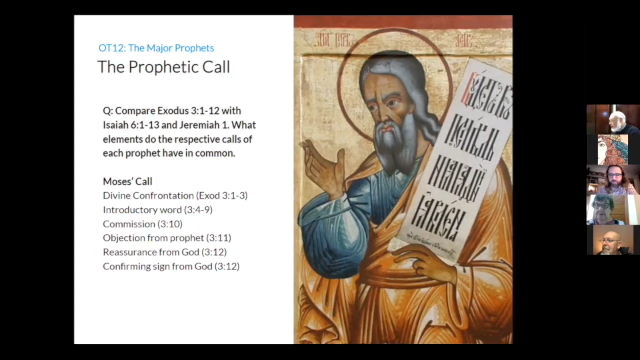 OT12: The Major Prophets
The Prophetic Call
Q: Compare Exodus 3:1-12 with
Isaiah 6:1-13 and Jeremiah 1. What
elements do the respective calls of
each prophet have in common.
Moses' Call
Divine Confrontation (Exod 3:1-3)
Introductory word (3:4-9)
Commission (3:10)
Objection from prophet (3:11)
Reassurance from God (3:12)
Confirming sign from God (3:12)